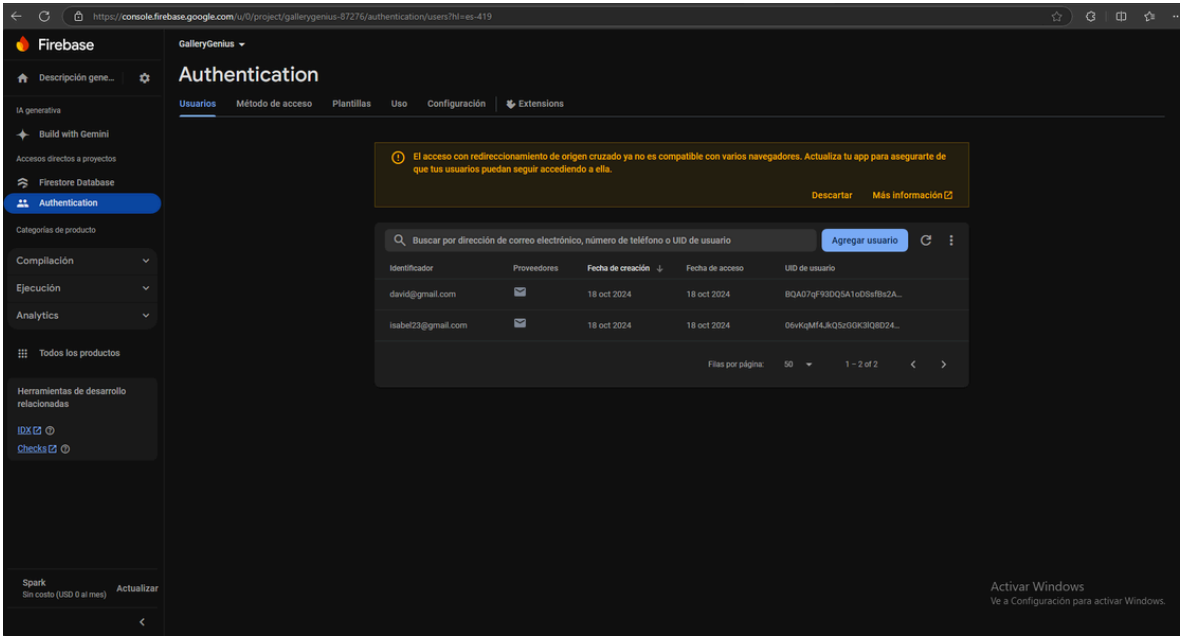 https://console.firebase.google.com/u/0/project/gallerygenius-87276/authentication/users?hl=es-419
Firebase
Descripción gene...
IA generativa
Build with Gemini
Accesos directos a proyectos
Firestore Database
Authentication
Categorías de producto
Compilación
Ejecución
Analytics
Todos los productos
Herramientas de desarrollo
relacionadas
IDX
Checks
Spark
Sin costo (USD 0 al mes)
Actualizar
GalleryGenius
Authentication
Usuarios Método de acceso Plantillas Uso Configuración Extensions
El acceso con redireccionamiento de origen cruzado ya no es compatible con varios navegadores. Actualiza tu app para asegurarte de
que tus usuarios puedan seguir accediendo a ella.
Descartar Más información
Buscar por dirección de correo electrónico, número de teléfono o UID de usuario Agregar usuario
Identificador Proveedores Fecha de creación Fecha de acceso UID de usuario
david@gmail.com 18 oct 2024 18 oct 2024 BQA07qF93DQ5A1oDSsfBs2A...
isabel23@gmail.com 18 oct 2024 18 oct 2024 06vKqMf4JkQ5zGGK3lQ8D24...
Filas por página: 50 1 – 2 of 2
Activar Windows
Ve a Configuración para activar Windows.